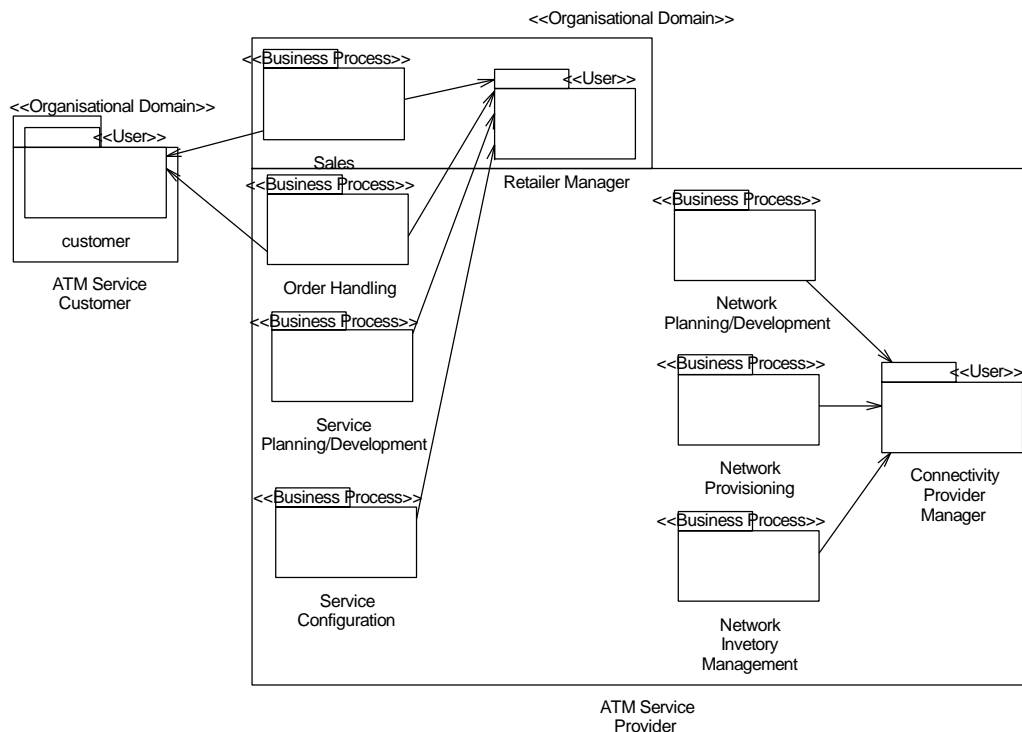 <<Organisational Domain>>
<<Business Process>>
<<User>>
<<Organisational Domain>>
<<User>>
Sales
<<Business Process>>
Retailer Manager
<<Business Process>>
customer
ATM Service
Customer
Order Handling
Network
Planning/Development
<<Business Process>>
<<Business Process>>
<<User>>
Service
Planning/Development
Network
Provisioning
Connectivity
Provider
Manager
<<Business Process>>
<<Business Process>>
Service
Configuration
Network
Invetory
Management
ATM Service
Provider